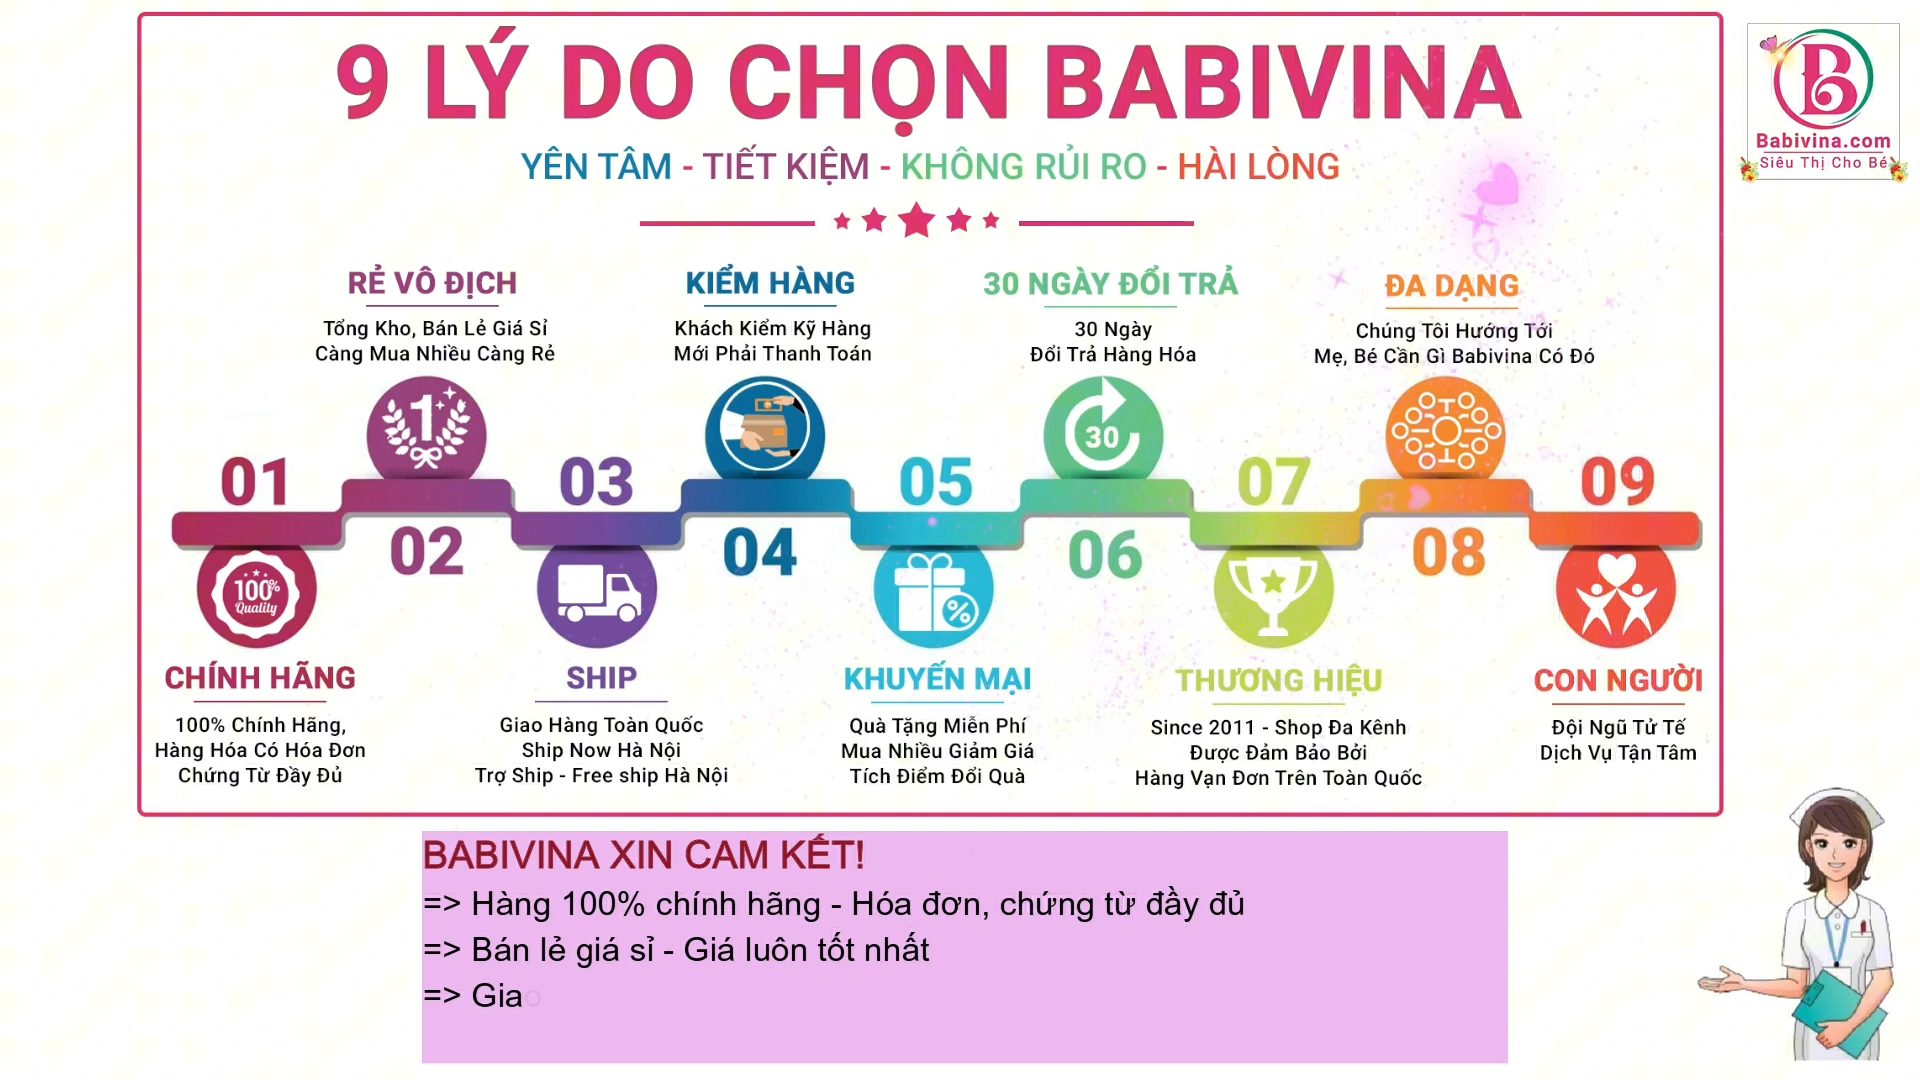 9 LÝ DO CHỌN BABIVINA
YÊN TÂM - TIẾT KIỆM - KHÔNG RỦI RO - HÀI LÒNG
Babivina.com
Siêu Thị Cho Bé
01
100%
Quality
CHÍNH HÃNG
100% Chính Hãng,
Hàng Hóa Có Hóa Đơn
Chứng Từ Đầy Đủ
RẺ VÔ ĐỊCH
Tổng Kho, Bán Lẻ Giá Sỉ
Càng Mua Nhiều Càng Rẻ
1
02
03
SHIP
Giao Hàng Toàn Quốc
Ship Now Hà Nội
Trợ Ship - Free ship Hà Nội
KIỂM HÀNG
Khách Kiểm Kỹ Hàng
Mới Phải Thanh Toán
04
05
%
KHUYẾN MẠI
Quà Tặng Miễn Phí
Mua Nhiều Giảm Giá
Tích Điểm Đổi Quà
30 NGÀY ĐỔI TRẢ
30 Ngày
Đổi Trả Hàng Hóa
30
06
07
THƯƠNG HIỆU
Since 2011 - Shop Đa Kênh
Được Đảm Bảo Bởi
Hàng Vạn Đơn Trên Toàn Quốc
ĐA DẠNG
Chúng Tôi Hướng Tới
Mẹ, Bé Cần Gì Babivina Có Đó
08
09
CON NGƯỜI
Đội Ngũ Tử Tế
Dịch Vụ Tận Tâm
BABIVINA XIN CAM KẾT!
=> Hàng 100% chính hãng - Hóa đơn, chứng từ đầy đủ
=> Bán lẻ giá sỉ - Giá luôn tốt nhất
=> Giao